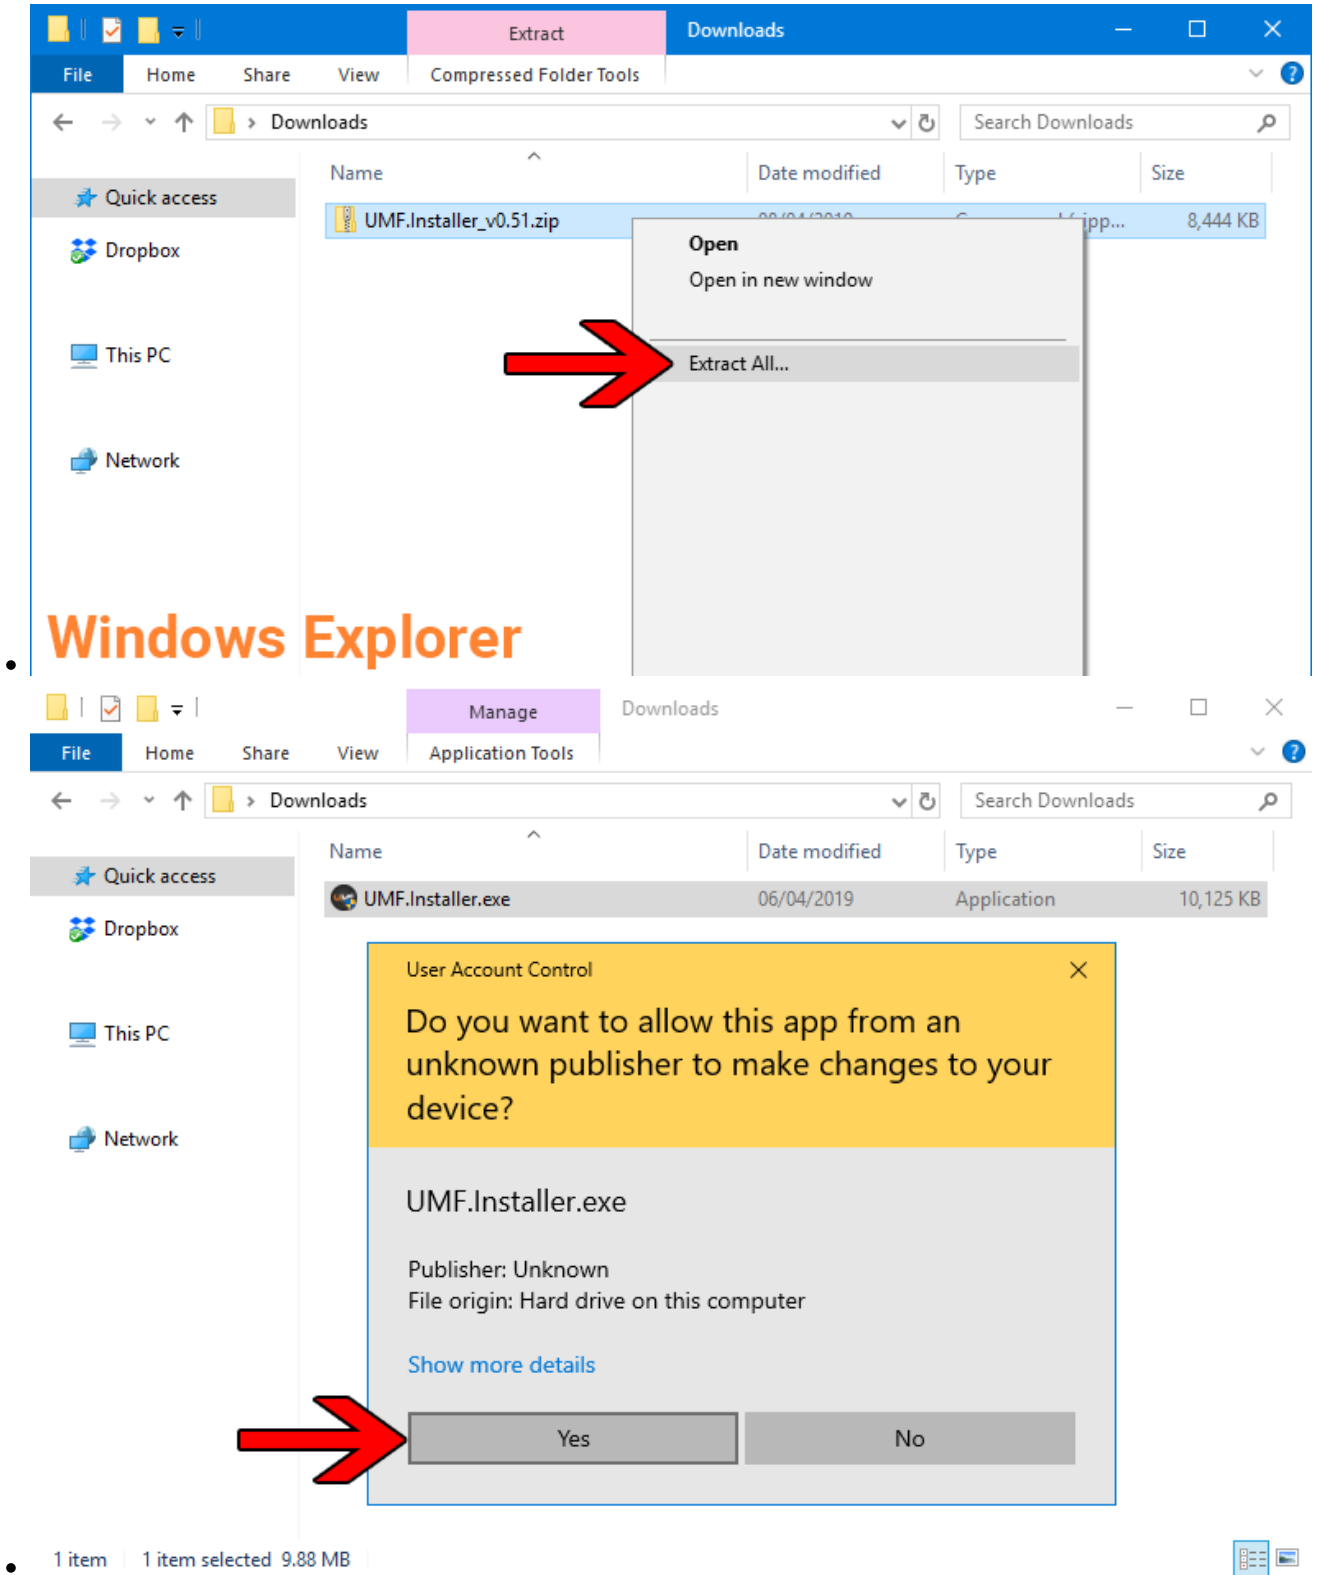 Extract
Downloads
File
Home
Share
View
Compressed Folder Tools
Downloads
Search Downloads
Name
Date modified
Type
Size
Quick access
UMF.Installer_v0.51.zip
8,444 KB
Open
Dropbox
Open in new window
This PC
Extract All...
Network
Windows Explorer
Manage
Downloads
File
Home
Share
View
Application Tools
Downloads
Search Downloads
Name
Date modified
Type
Size
Quick access
UMF.Installer.exe
06/04/2019
Application
10,125 KB
Dropbox
User Account Control
Do you want to allow this app from an
unknown publisher to make changes to your
device?
This PC
Network
UMF.Installer.exe
Publisher: Unknown
File origin: Hard drive on this computer
Show more details
Yes
No
1 item
1 item selected 9.88 MB